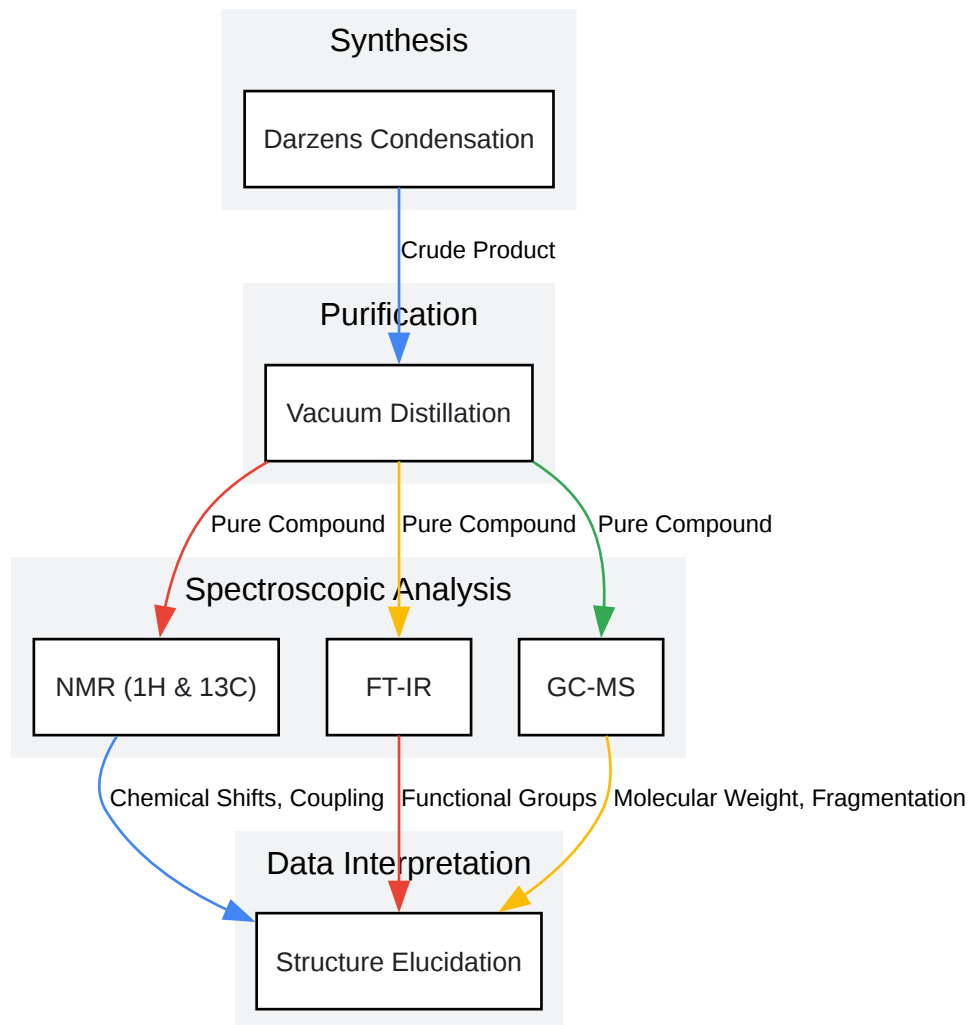 Synthesis
Darzens Condensation
Crude Product
Purification
Vacuum Distillation
Pure Compound
Pure Compound
Pure Compound
Spectroscopic Analysis
NMR (1H & 13C)
FT-IR
GC-MS
Chemical Shifts, Coupling
Functional Groups
Molecular Weight, Fragmentation
Data Interpretation
Structure Elucidation